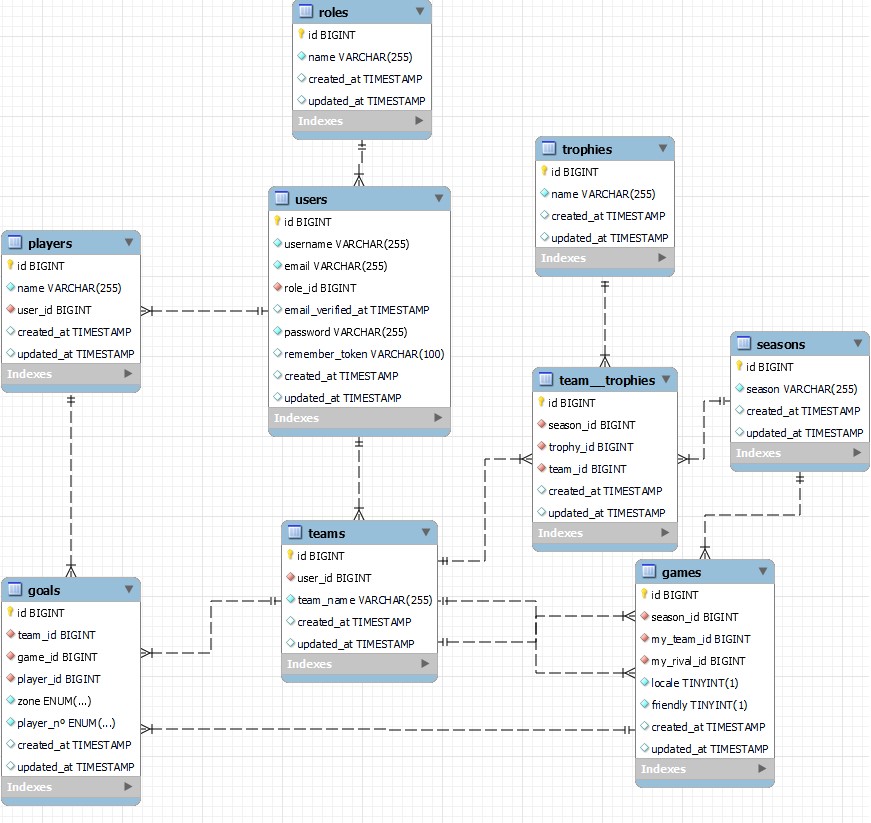 roles
id BIGINT
name VARCHAR(255)
created_at TIMESTAMP
updated_at TIMESTAMP
Indexes
trophies
id BIGINT
name VARCHAR(255)
created_at TIMESTAMP
updated_at TIMESTAMP
Indexes
users
id BIGINT
username VARCHAR(255)
email VARCHAR(255)
role_id BIGINT
email_verified_at TIMESTAMP
password VARCHAR(255)
remember_token VARCHAR(100)
created_at TIMESTAMP
updated_at TIMESTAMP
Indexes
players
id BIGINT
name VARCHAR(255)
user_id BIGINT
created_at TIMESTAMP
updated_at TIMESTAMP
Indexes
seasons
id BIGINT
season VARCHAR(255)
created_at TIMESTAMP
updated_at TIMESTAMP
Indexes
team__trophies
id BIGINT
season_id BIGINT
trophy_id BIGINT
team_id BIGINT
created_at TIMESTAMP
updated_at TIMESTAMP
Indexes
teams
id BIGINT
user_id BIGINT
team_name VARCHAR(255)
created_at TIMESTAMP
updated_at TIMESTAMP
Indexes
games
id BIGINT
season_id BIGINT
my_team_id BIGINT
my_rival_id BIGINT
locale TINYINT(1)
friendly TINYINT(1)
created_at TIMESTAMP
updated_at TIMESTAMP
Indexes
goals
id BIGINT
team_id BIGINT
game_id BIGINT
player_id BIGINT
zone ENUM(...)
player_nº ENUM(...)
created_at TIMESTAMP
updated_at TIMESTAMP
Indexes